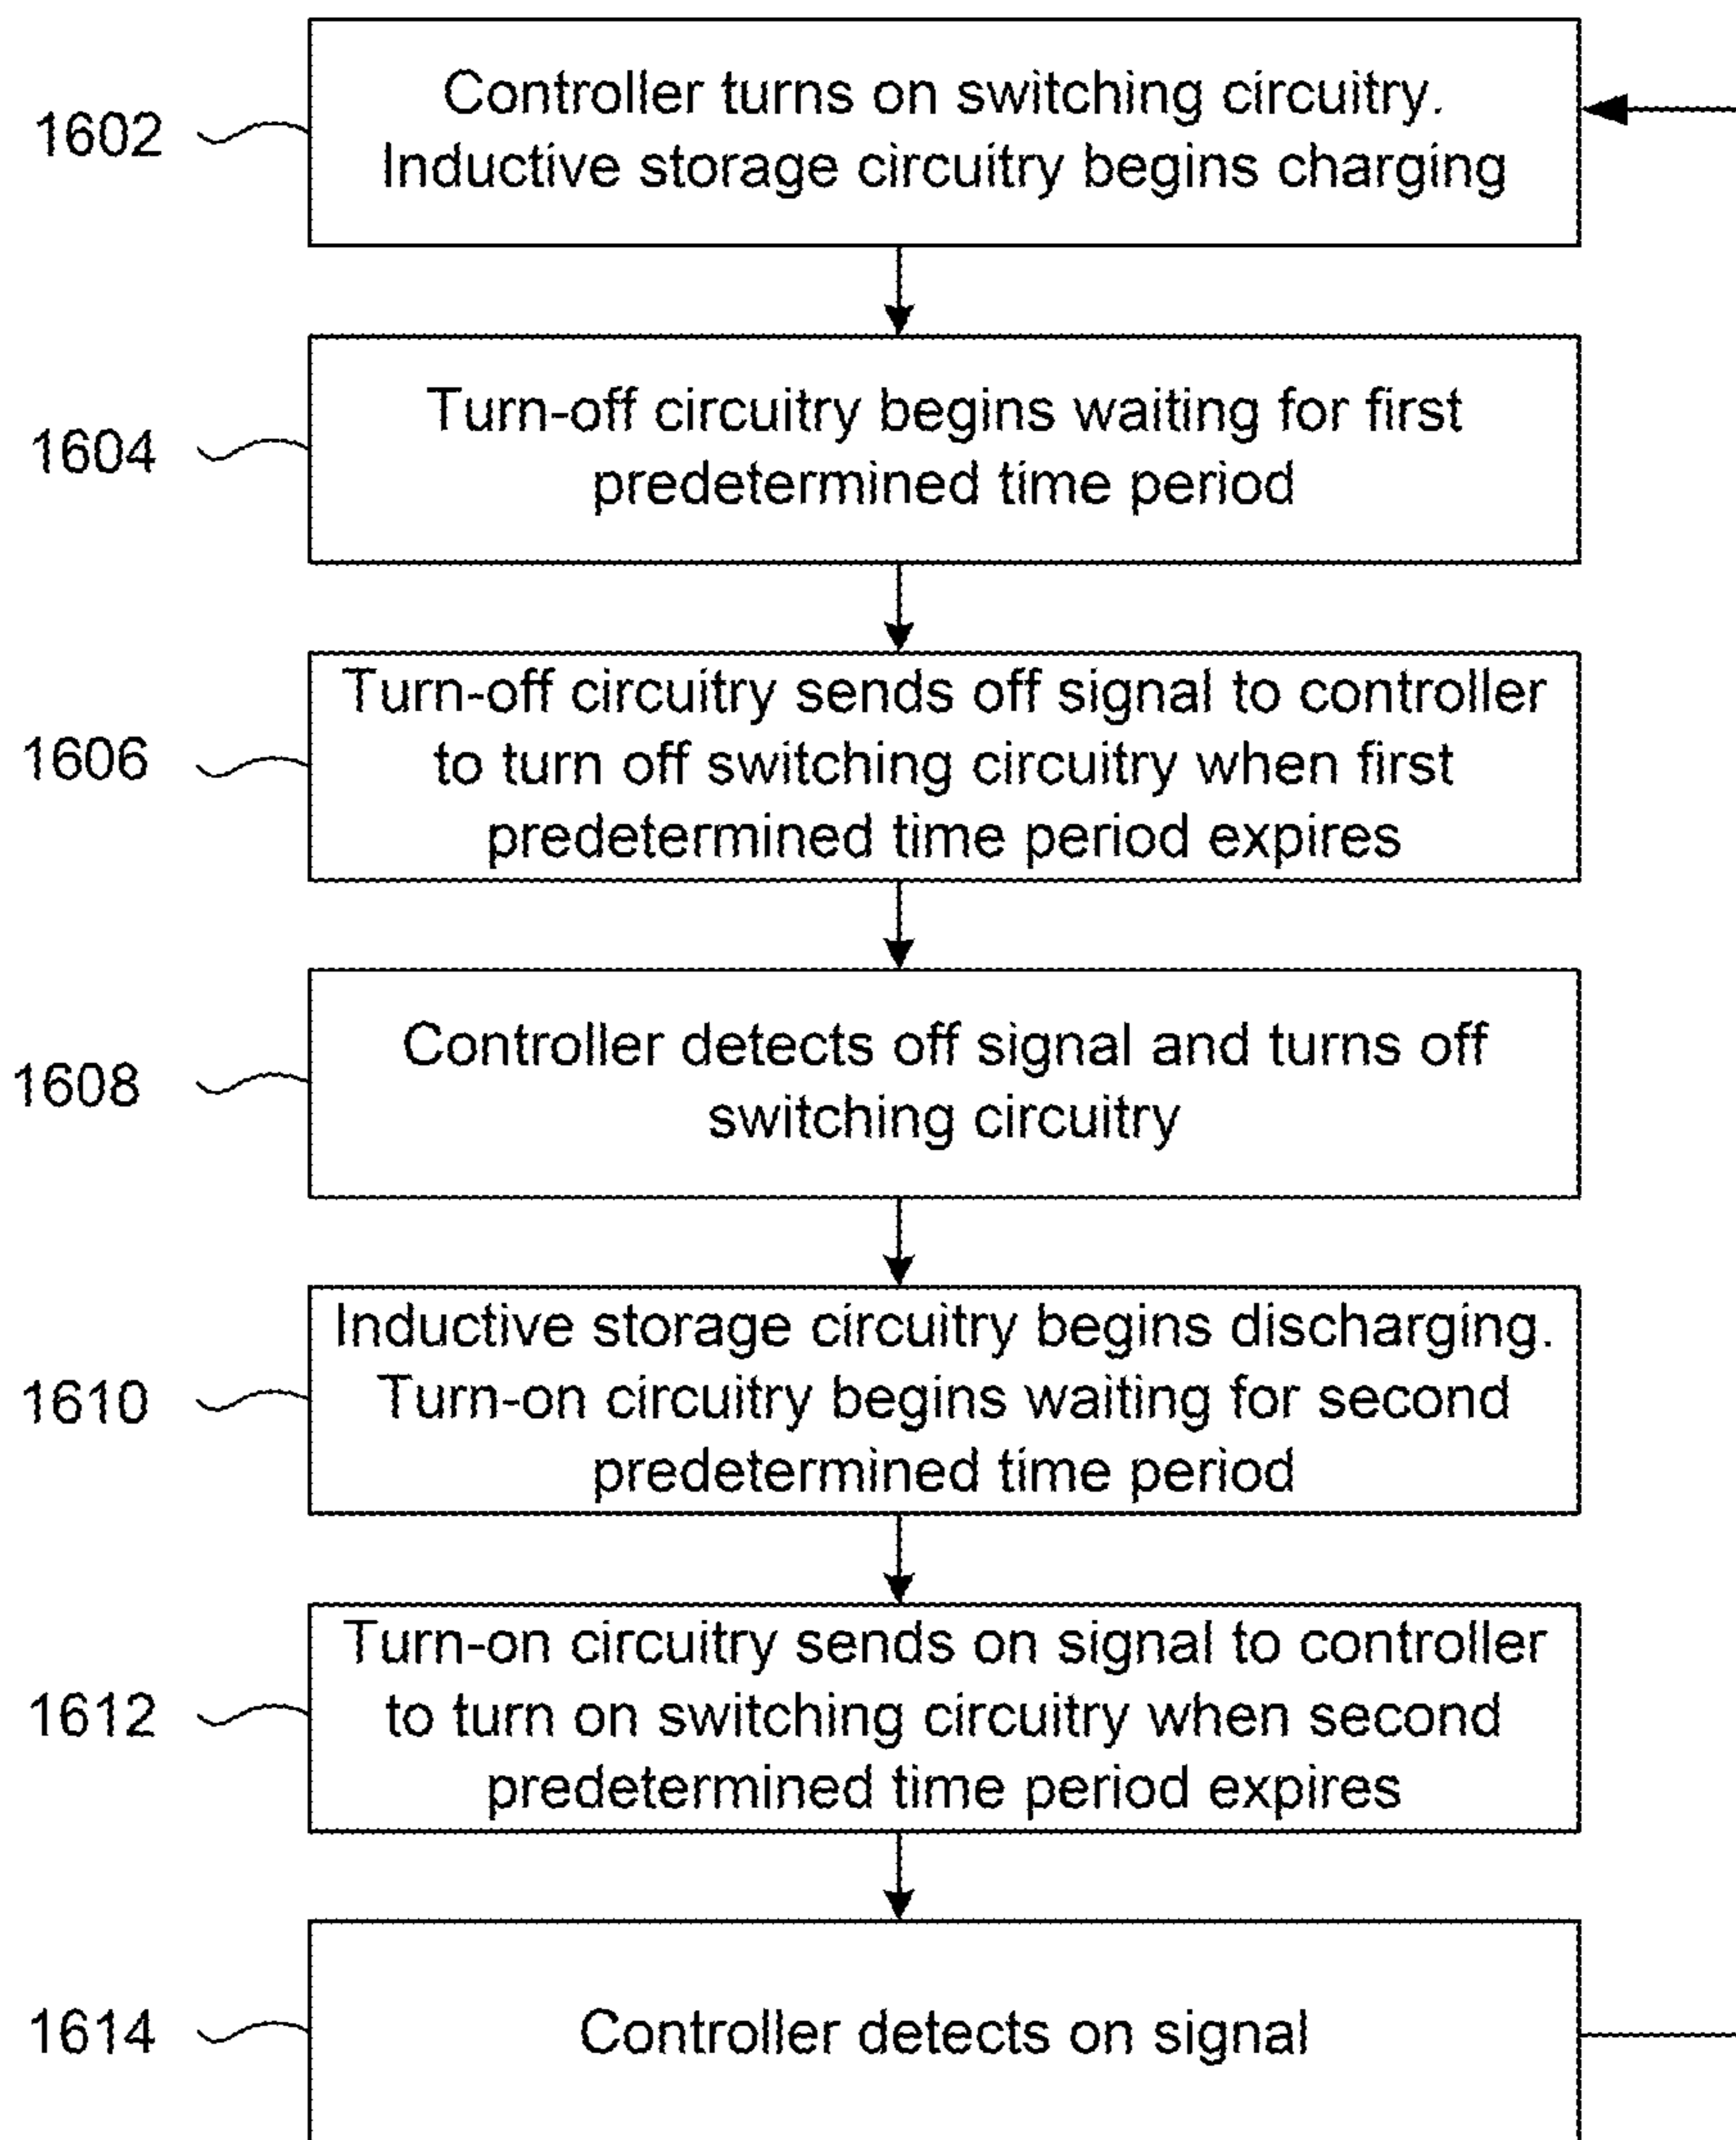 1602
Controller turns on switching circuitry.
Inductive storage circuitry begins charging
1604
Turn-off circuitry begins waiting for first
predetermined time period
1606
Turn-off circuitry sends off signal to controller
to turn off switching circuitry when first
predetermined time period expires
1608
Controller detects off signal and turns off
switching circuitry
1610
Inductive storage circuitry begins discharging.
Turn-on circuitry begins waiting for second
predetermined time period
1612
Turn-on circuitry sends on signal to controller
to turn on switching circuitry when second
predetermined time period expires
1614
Controller detects on signal